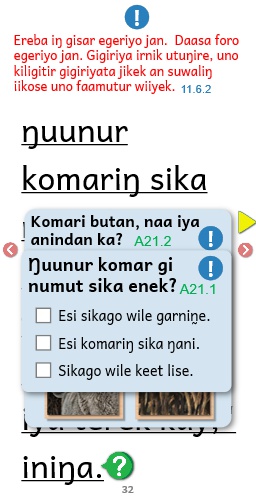 Ereba iŋ gisar egeriyo jan. Daasa foro
egeriyo jan. Gigiriya irnik utuŋire, uno
kiligitir gigiriyata jikek an suwaliŋ
iikose uno faamutur wiiyek. 11.6.2
ŋuunur
komariŋ sika
Komari butan, naa iya
anindan ka? A21.2
Ŋuunur komar gi
numut sika enek? A21.1
Esi sikago wile garnine.
Esi komariŋ sika ŋani.
Sikago wile keet lise.
iniŋa.
32